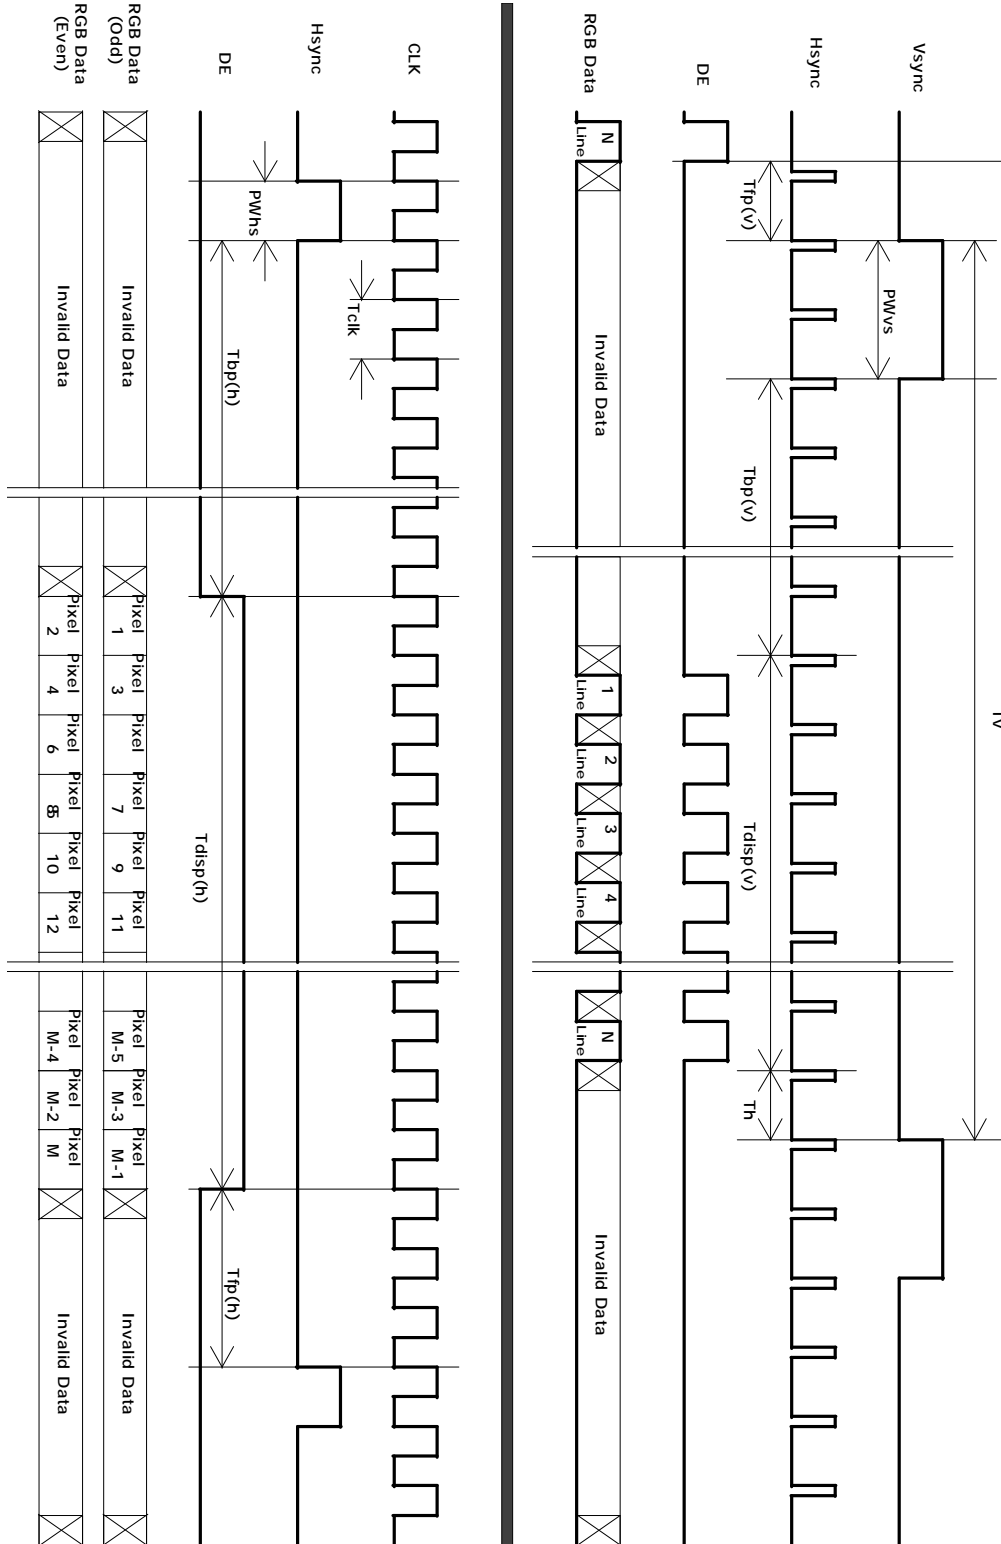 Vsync
Tv
PWvs
Hsync
Tfp(v)
Tbp(v)
Tdisp(v)
Th
DE
RGB Data
Line N
Invalid Data
Line 1
Line 2
Line 3
Line 4
Line N
Invalid Data
CLK
Tclk
Hsync
PWhs
Tbp(h)
Tdisp(h)
Tfp(h)
DE
RGB Data
(Odd)
Invalid Data
Pixel 1
Pixel 3
Pixel
Pixel 7
Pixel 9
Pixel 11
Pixel M-5
Pixel M-3
Pixel M-1
Invalid Data
RGB Data
(Even)
Invalid Data
Pixel 2
Pixel 4
Pixel 6
Pixel 8
Pixel 10
Pixel 12
Pixel M-4
Pixel M-2
Pixel M
Invalid Data